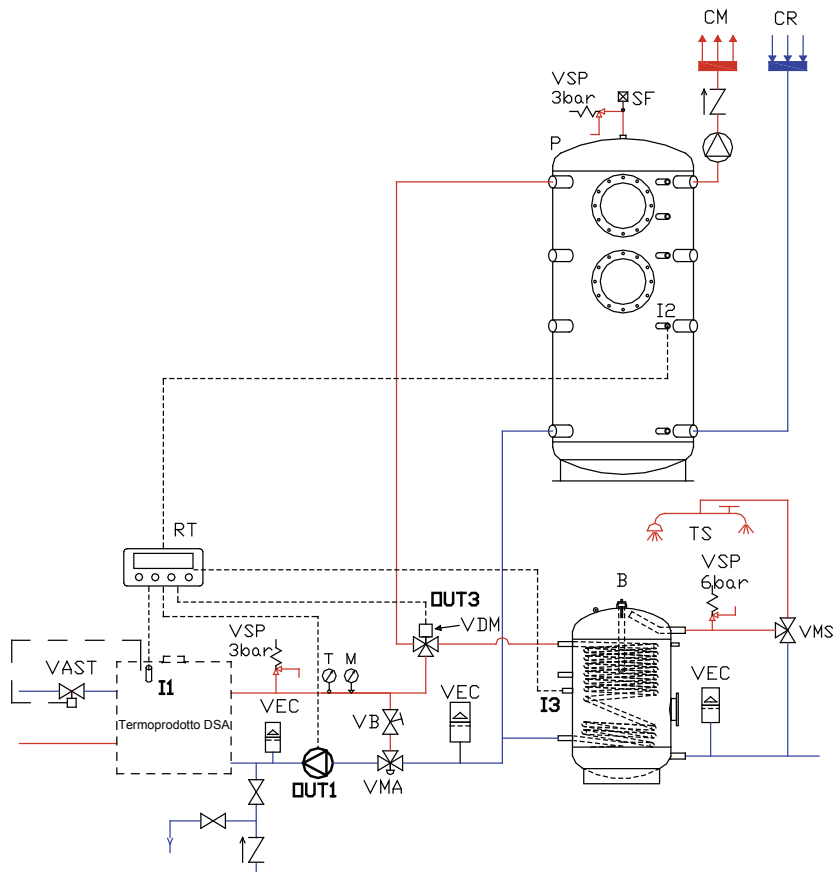 CM
CR
VSP
3bar
SF
P
I2
RT
TS
VSP
6bar
B
OUT3
VDM
VMS
VSP
3bar
T M
VAST
I1
VEC
VEC
I3
VEC
Termoprodotto DSA
VB
OUT1
VMA